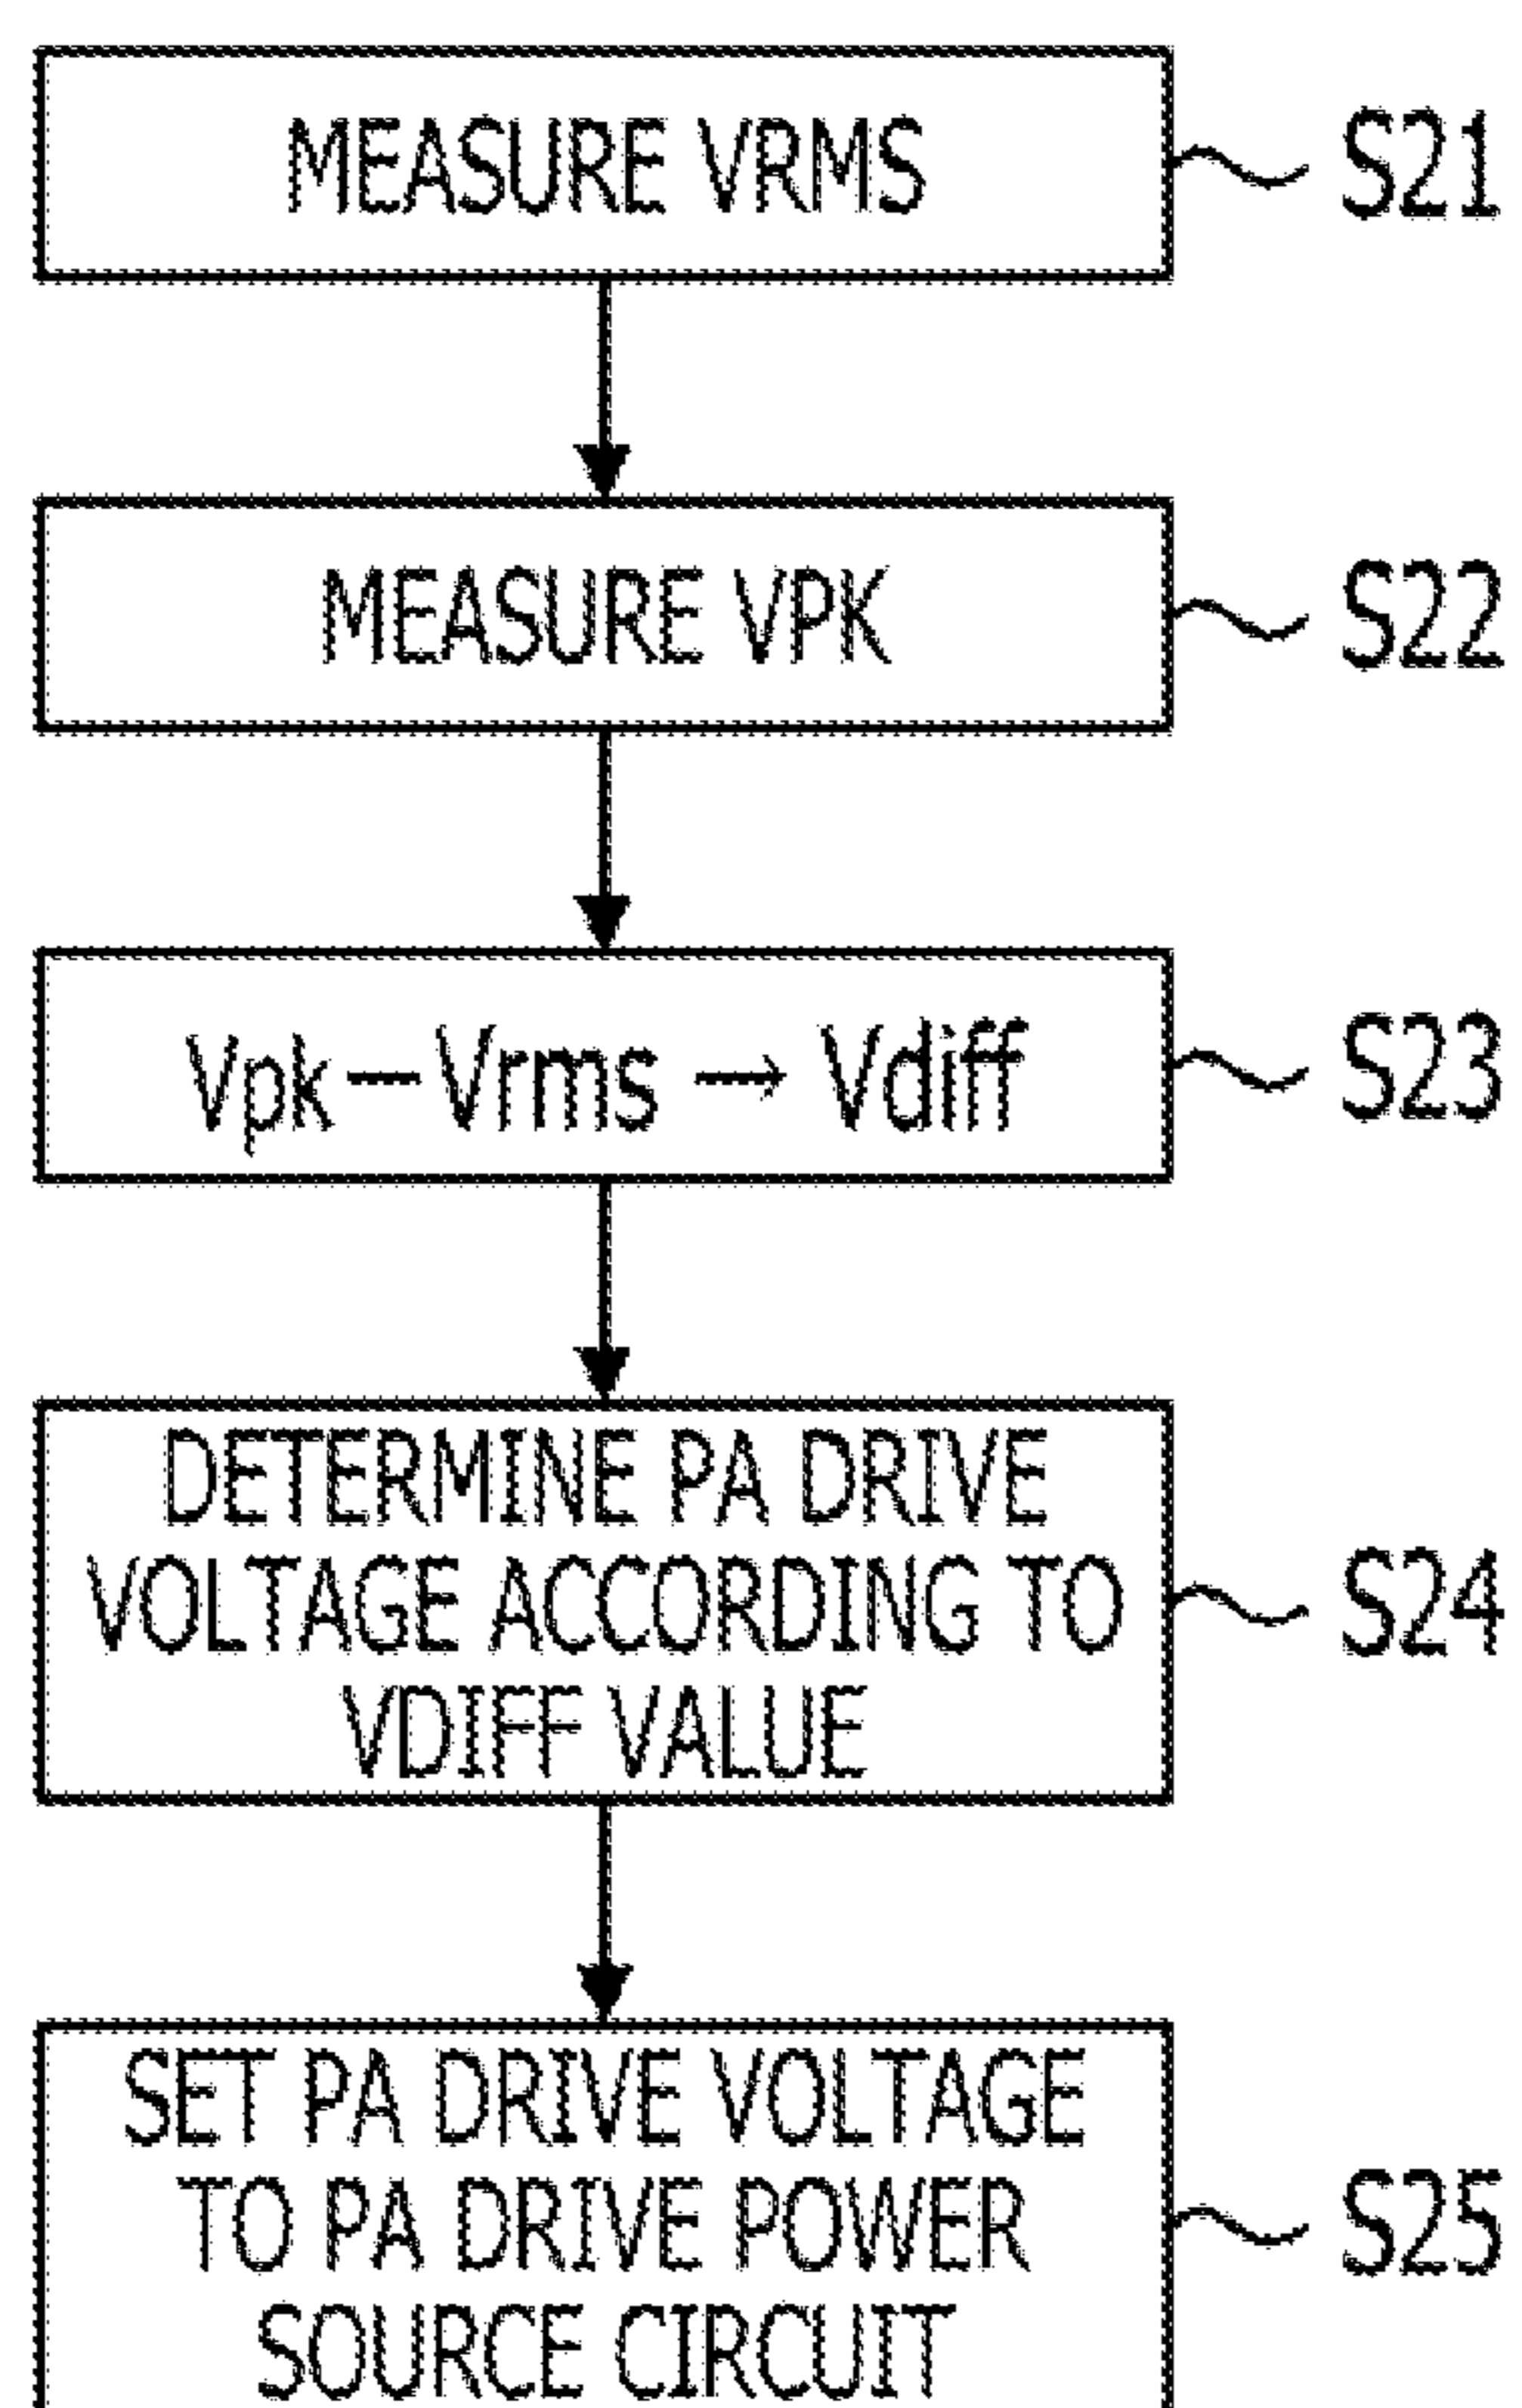 MEASURE VRMS
S21
MEASURE VPK
S22
Vpk—Vrms → Vdiff
S23
DETERMINE PA DRIVE
VOLTAGE ACCORDING TO
VDIFF VALUE
S24
SET PA DRIVE VOLTAGE
TO PA DRIVE POWER
SOURCE CIRCUIT
S25